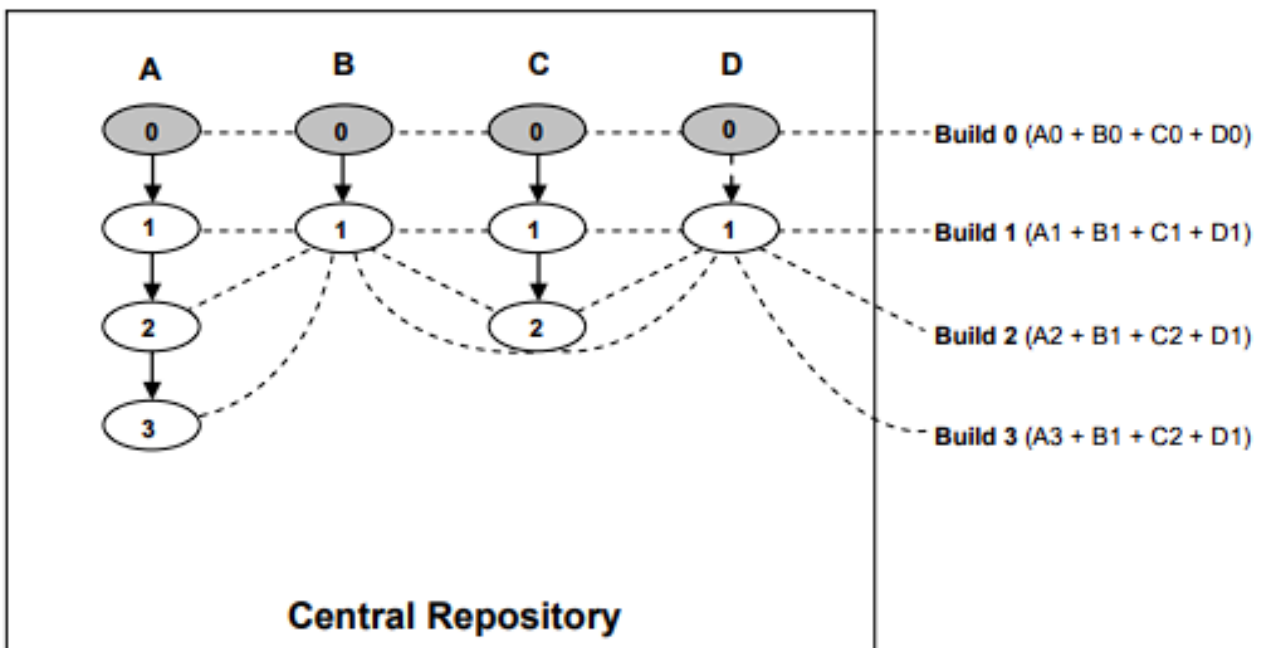 A B C D
0 0 0 0 Build 0 (A0 + B0 + C0 + D0)
1 1 1 1 Build 1 (A1 + B1 + C1 + D1)
2 2 Build 2 (A2 + B1 + C2 + D1)
3 Build 3 (A3 + B1 + C2 + D1)
Central Repository